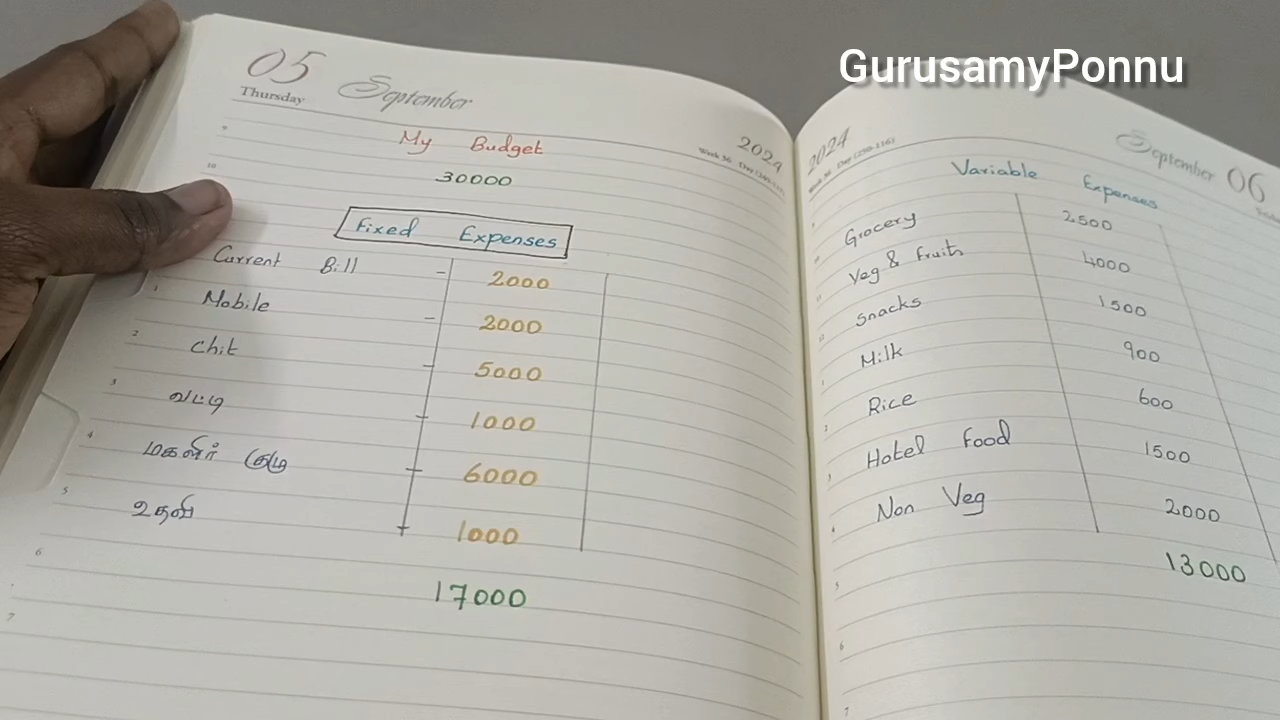 GurusamyPonnu
05 September
Thursday
2024
My Budget
30000
Fixed Expenses
Current Bill - 2000
Mobile - 2000
Chit - 5000
வட்டி - 1000
மகளிர் குழு - 6000
உதவி - 1000
17000
2024
September 06
Variable Expenses
Grocery 2500
Veg & Fruits 4000
Snacks 1500
Milk 900
Rice 600
Hotel Food 1500
Non Veg 2000
13000